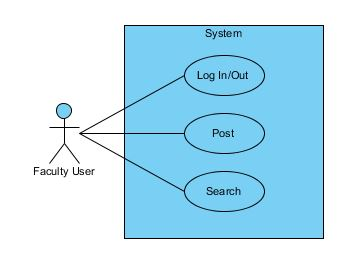 System
Log In/Out
Post
Faculty User
Search